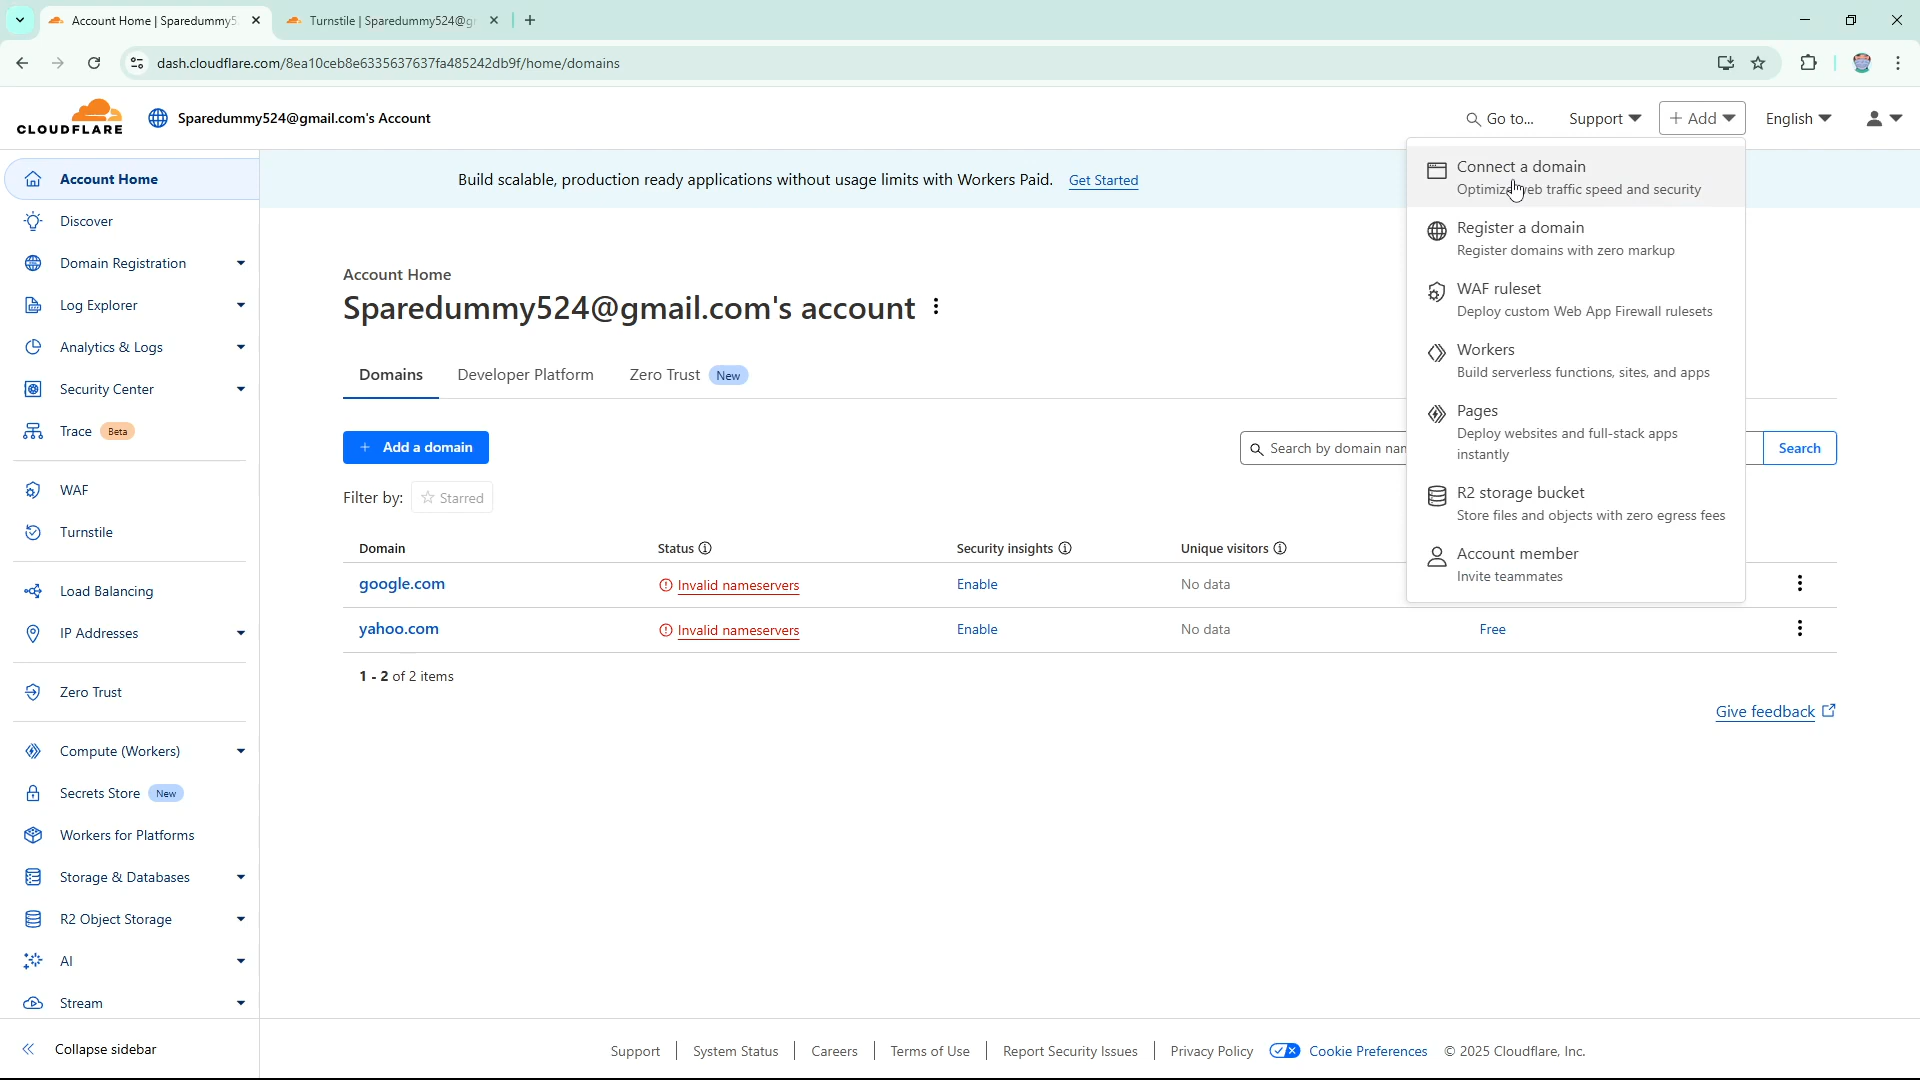 Account Home | Sparedummy5
Turnstile | Sparedummy524@g
dash.cloudflare.com/8ea10ceb8e6335637637fa485242db9f/home/domains
CLOUDFLARE
Sparedummy524@gmail.com's Account
Go to...
Support
+ Add
English
Account Home
Discover
Domain Registration
Log Explorer
Analytics & Logs
Security Center
Trace Beta
WAF
Turnstile
Load Balancing
IP Addresses
Zero Trust
Compute (Workers)
Secrets Store New
Workers for Platforms
Storage & Databases
R2 Object Storage
AI
Stream
Collapse sidebar
Build scalable, production ready applications without usage limits with Workers Paid. Get Started
Account Home
Sparedummy524@gmail.com's account
Domains
Developer Platform
Zero Trust New
+ Add a domain
Search by domain nam
Search
Filter by: Starred
Domain Status Security insights Unique visitors
google.com Invalid nameservers Enable No data
yahoo.com Invalid nameservers Enable No data Free
1 - 2 of 2 items
Give feedback
Connect a domain
Optimize web traffic speed and security
Register a domain
Register domains with zero markup
WAF ruleset
Deploy custom Web App Firewall rulesets
Workers
Build serverless functions, sites, and apps
Pages
Deploy websites and full-stack apps
instantly
R2 storage bucket
Store files and objects with zero egress fees
Account member
Invite teammates
Support
System Status
Careers
Terms of Use
Report Security Issues
Privacy Policy
Cookie Preferences
© 2025 Cloudflare, Inc.